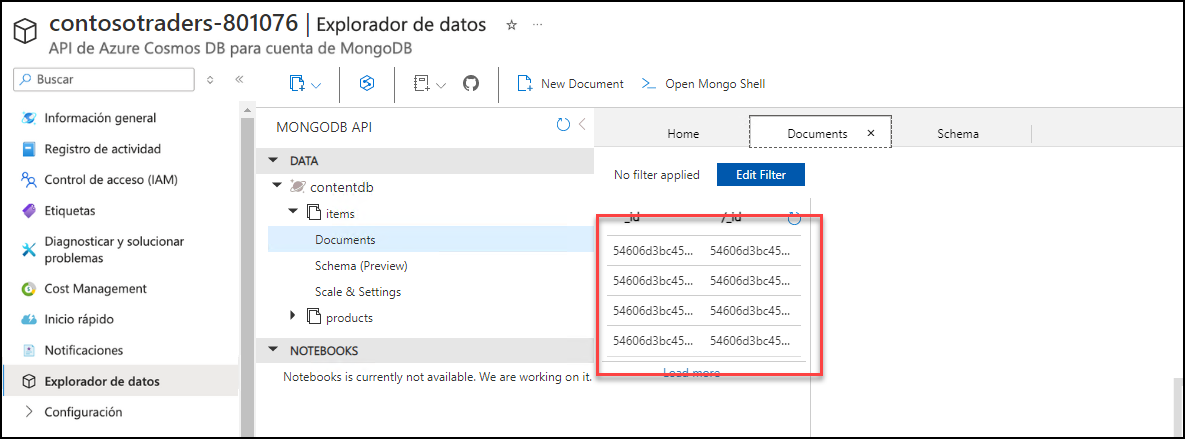 contosotraders-801076 | Explorador de datos
API de Azure Cosmos DB para cuenta de MongoDB
Buscar
Información general
Registro de actividad
Control de acceso (IAM)
Etiquetas
Diagnosticar y solucionar
problemas
Cost Management
Inicio rápido
Notificaciones
Explorador de datos
Configuración
New Document
Open Mongo Shell
MONGODB API
DATA
contentdb
items
Documents
Schema (Preview)
Scale & Settings
products
NOTEBOOKS
Notebooks is currently not available. We are working on it.
Home
Documents
Schema
No filter applied
Edit Filter
_id /_id
54606d3bc45... 54606d3bc45...
54606d3bc45... 54606d3bc45...
54606d3bc45... 54606d3bc45...
54606d3bc45... 54606d3bc45...
Load more